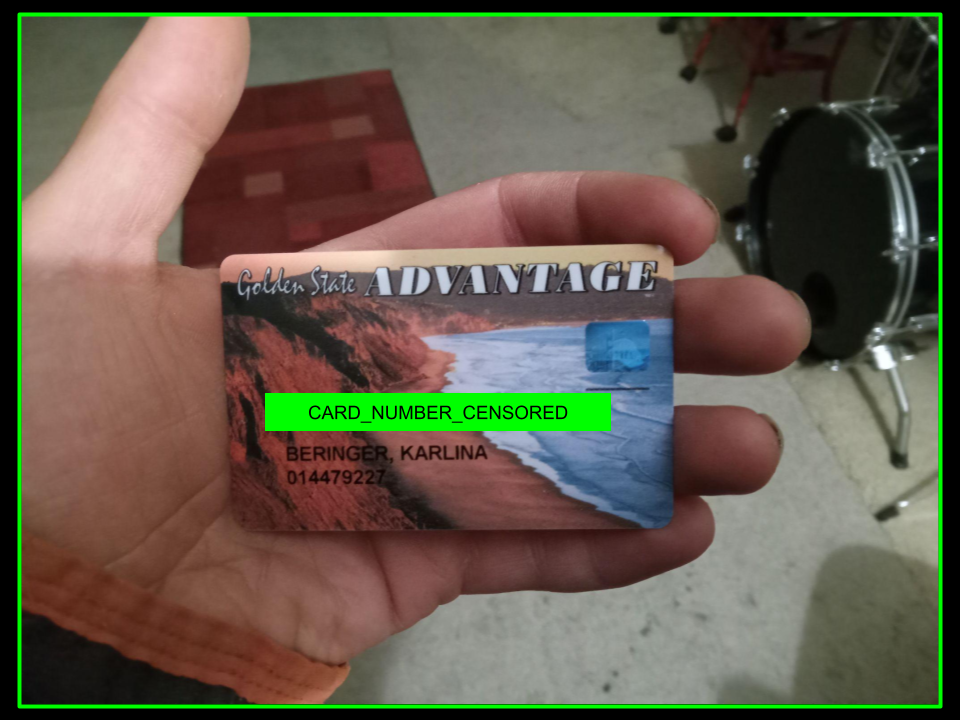 Golden State ADVANTAGE
CARD_NUMBER_CENSORED
BERINGER, KARLINA
014479227